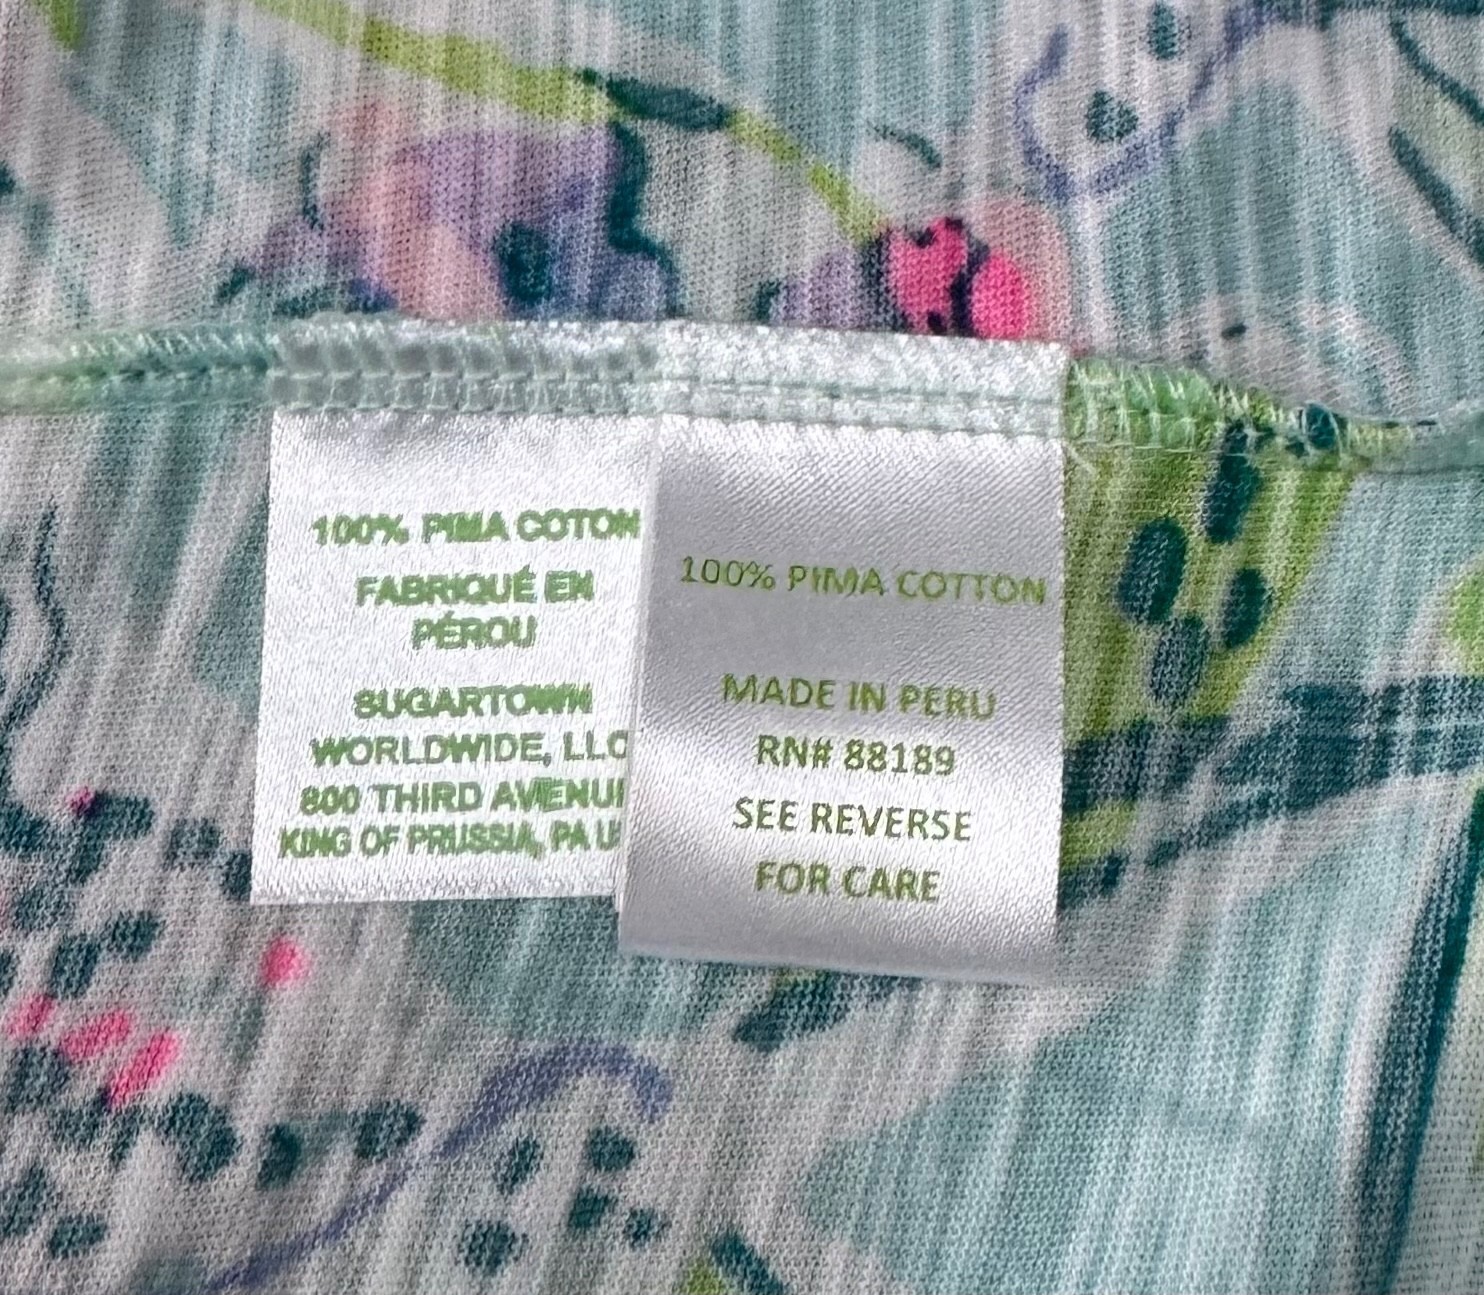 100% PIMA COTON
FABRIQUÉ EN
PÉROU
SUGARTOWN
WORLDWIDE, LLC
800 THIRD
KING OF PRUSSIA, PA
100% PIMA COTTON
MADE IN PERU
RN# 88189
SEE REVERSE
FOR CARE